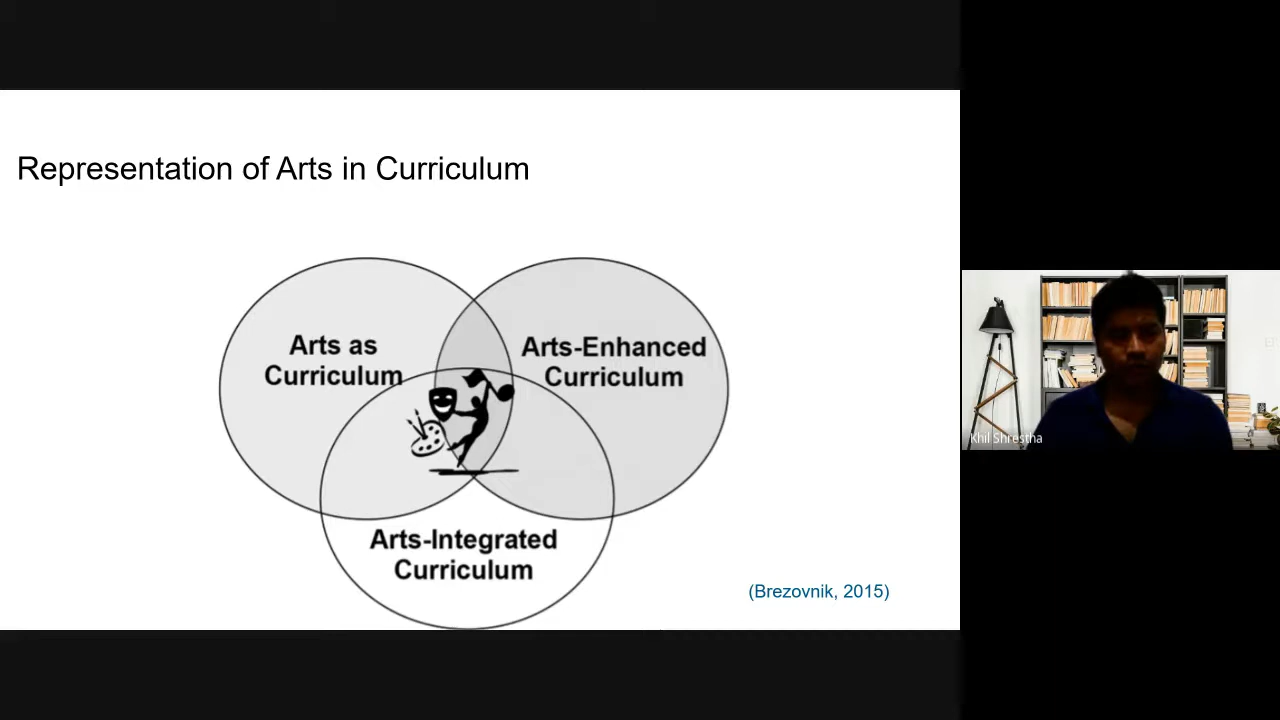 Representation of Arts in Curriculum
Arts as
Curriculum
Arts-Enhanced
Curriculum
Arts-Integrated
Curriculum
(Brezovnik, 2015)
Khil Shrestha